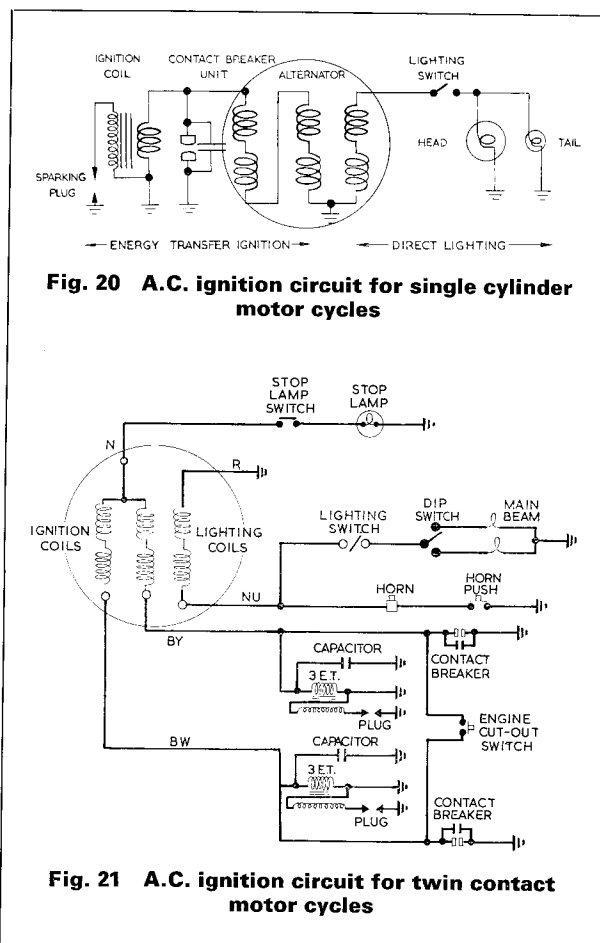 IGNITION COIL
CONTACT BREAKER UNIT
ALTERNATOR
LIGHTING SWITCH
HEAD
TAIL
SPARKING PLUG
ENERGY TRANSFER IGNITION
DIRECT LIGHTING
Fig. 20 A.C. ignition circuit for single cylinder
motor cycles
STOP LAMP SWITCH
STOP LAMP
N
R
IGNITION COILS
LIGHTING COILS
LIGHTING SWITCH
DIP SWITCH
MAIN BEAM
NU
HORN
HORN PUSH
BY
CAPACITOR
3 E.T.
PLUG
CONTACT BREAKER
ENGINE CUT-OUT SWITCH
BW
CAPACITOR
3 E.T.
PLUG
CONTACT BREAKER
Fig. 21 A.C. ignition circuit for twin contact
motor cycles